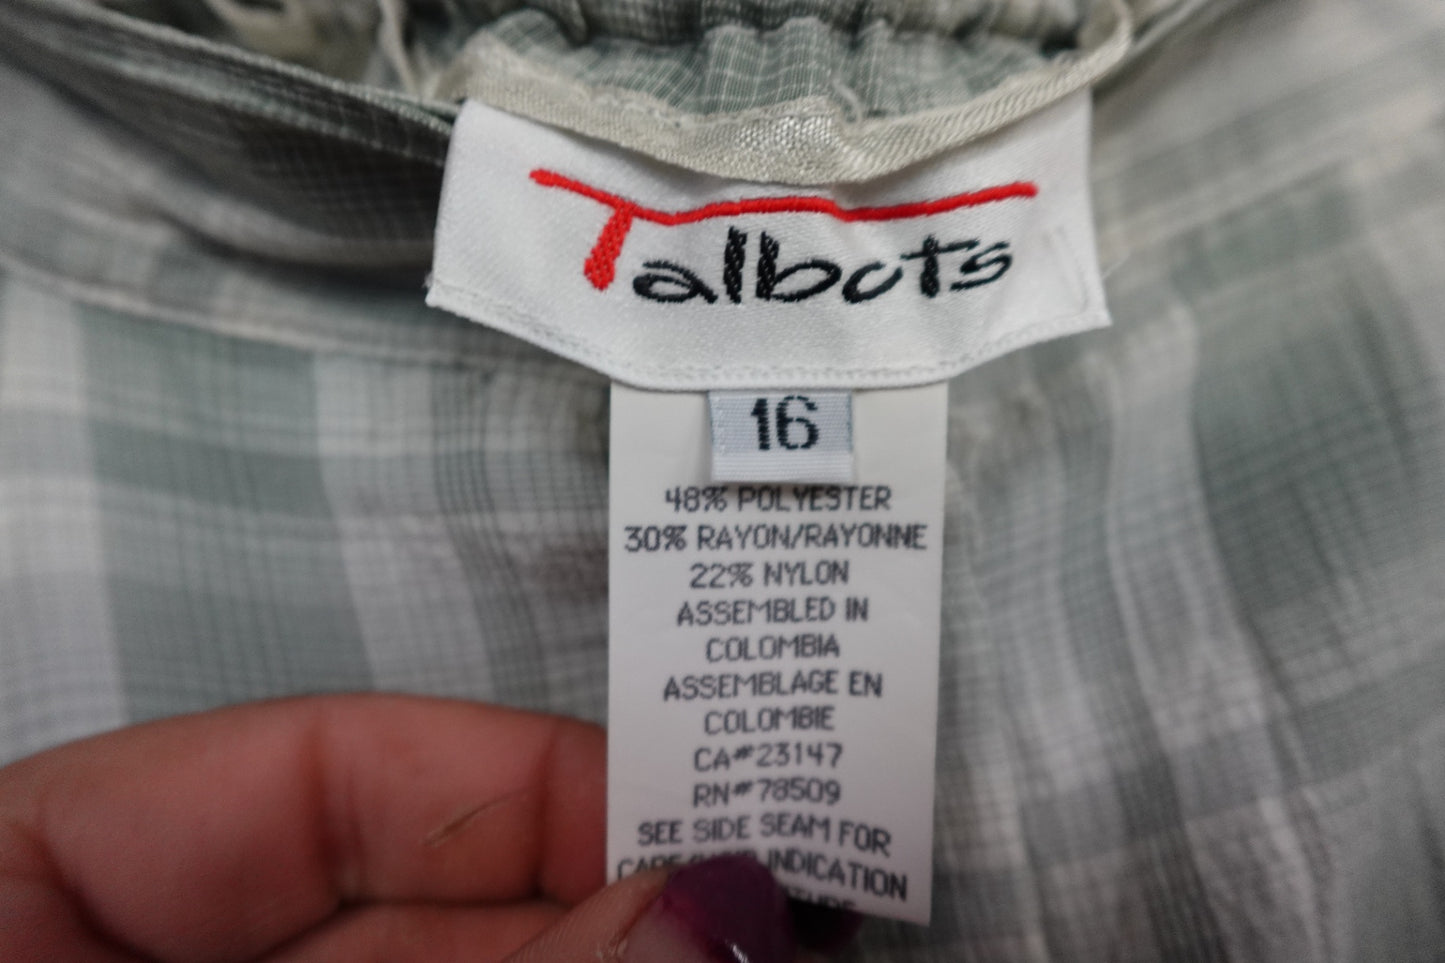 Talbots
16
48% POLYESTER
30% RAYON/RAYONNE
22% NYLON
ASSEMBLED IN
COLOMBIA
ASSEMBLAGE EN
COLOMBIE
CA#23147
RN#78509
SEE SIDE SEAM FOR
INDICATION